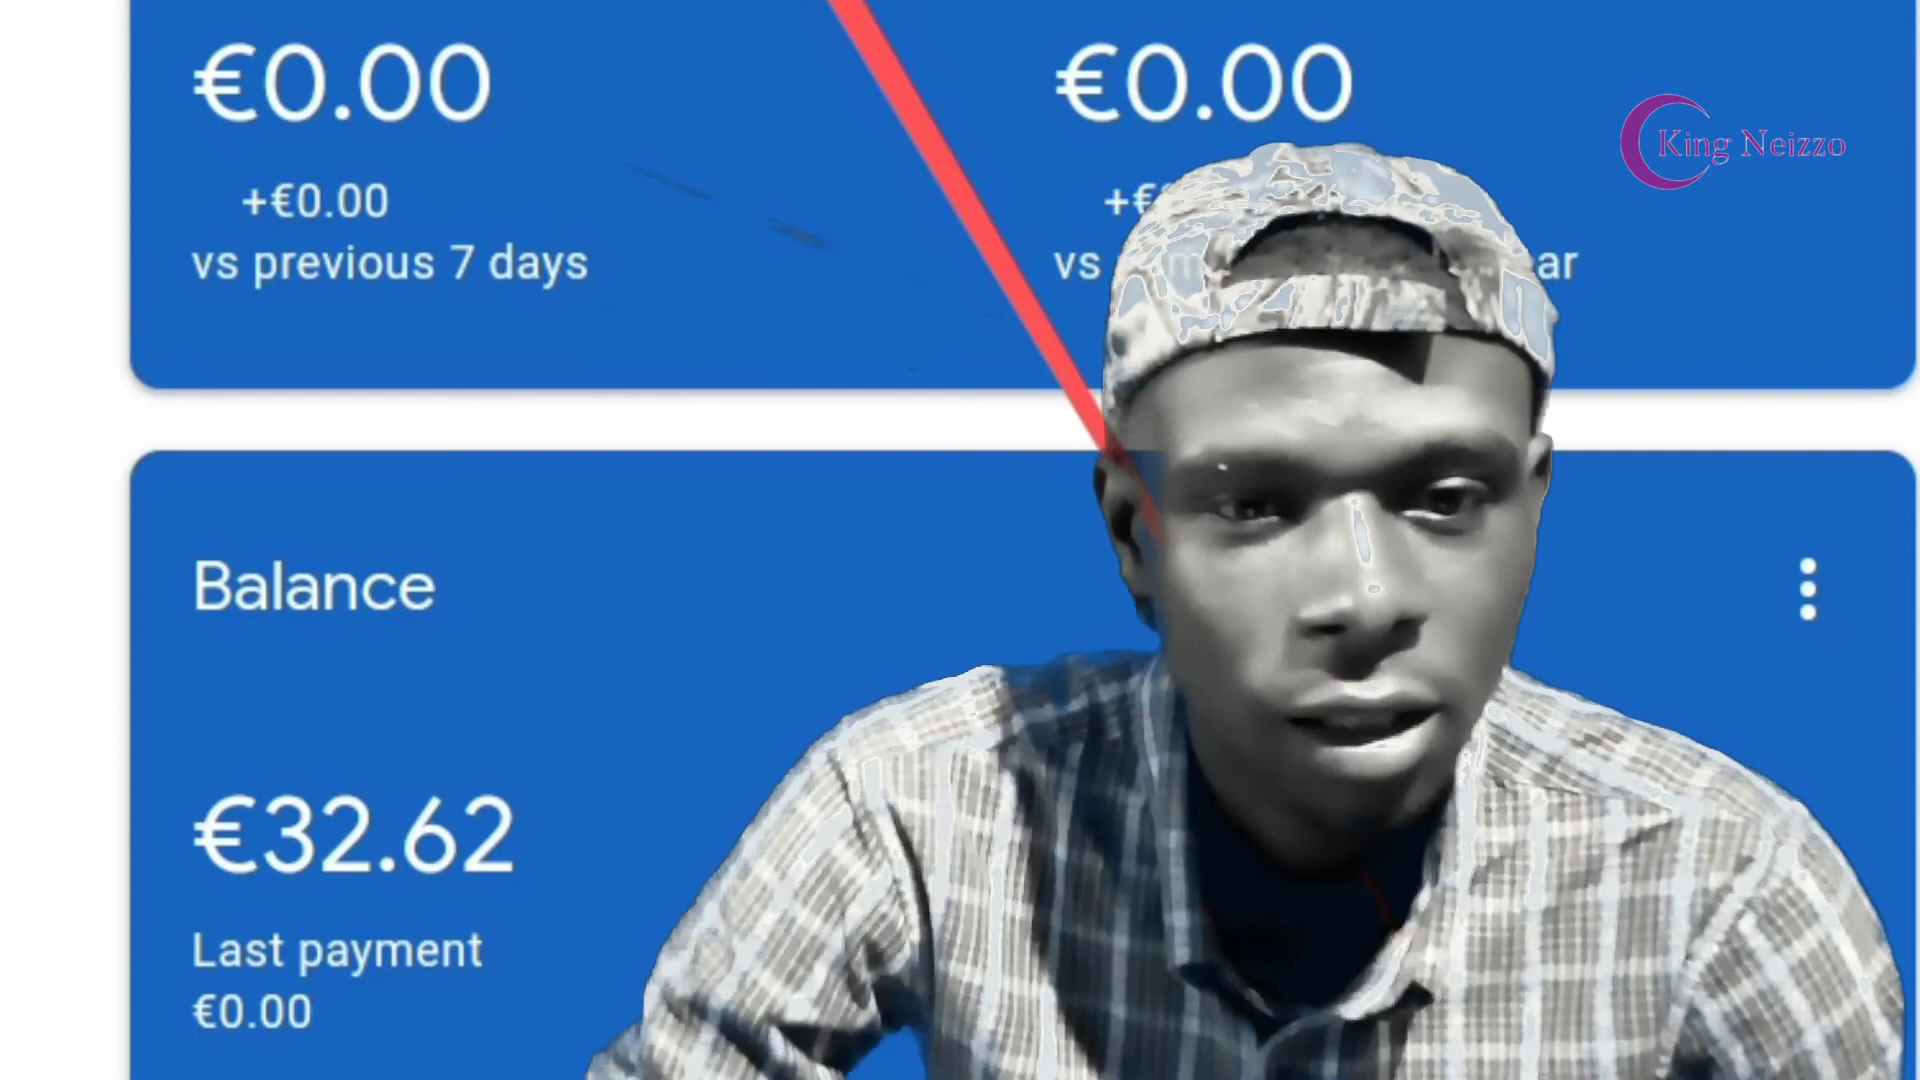 €0.00
€0.00
King Neizzo
+€0.00
+€
vs previous 7 days
vs
Balance
€32.62
Last payment
€0.00